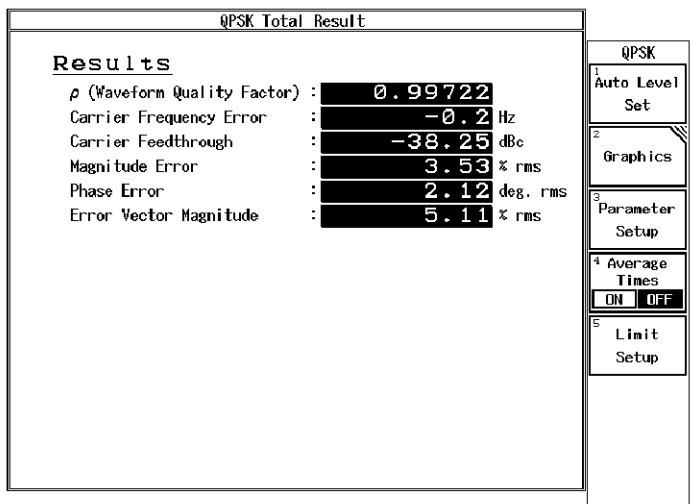 QPSK Total Result
Results
ρ (Waveform Quality Factor) : 0.99722
Carrier Frequency Error : -0.2 Hz
Carrier Feedthrough : -38.25 dBc
Magnitude Error : 3.53 % rms
Phase Error : 2.12 deg. rms
Error Vector Magnitude : 5.11 % rms
QPSK
1
Auto Level
Set
2
Graphics
3
Parameter
Setup
4 Average
Times
ON OFF
5
Limit
Setup